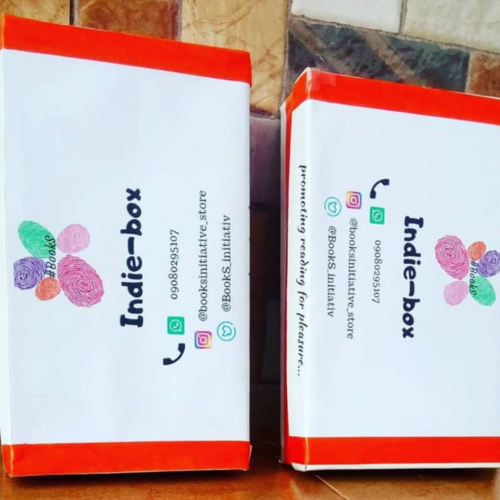 #BookS
Indie-box
09080295107
@booksinitiative_store
@BookS_initiativ
#BookS
Indie-box
09080295107
@booksinitiative_store
@BookS_initiativ
promoting reading for pleasure...